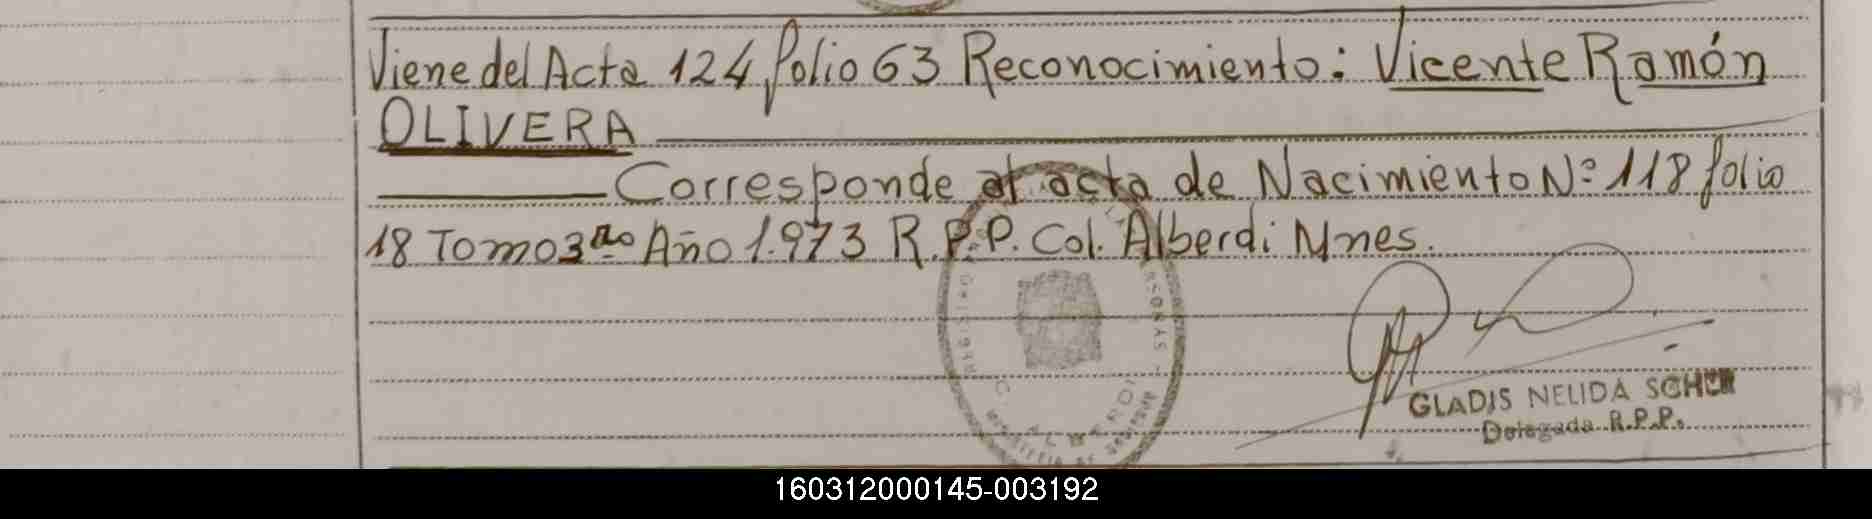 Viene del Acta 124 folio 63 Reconocimiento: Vicente Ramón
OLIVERA
Corresponde al acta de Nacimiento Nº 118 folio
18 Tomo 3ro Año 1.973 R.P.P. Col. Alberdi Mnes.
GLADIS NELIDA
Delegada R.P.P.
160312000145-003192